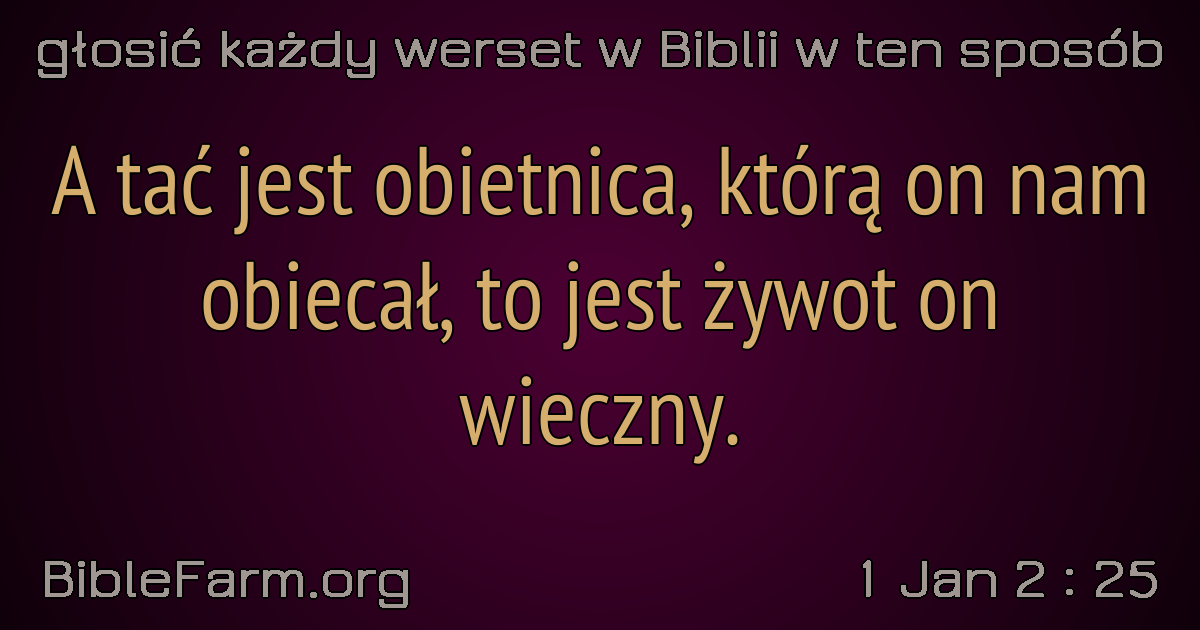 głosić każdy werset w Biblii w ten sposób
A tać jest obietnica, którą on nam
obiecał, to jest żywot on
wieczny.
BibleFarm.org
1 Jan 2 : 25